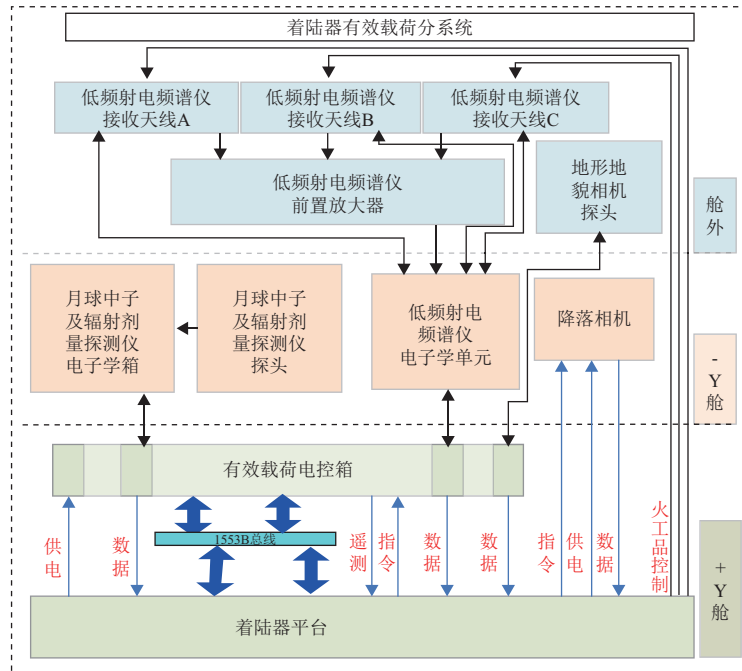 着陆器有效载荷分系统
低频射电频谱仪
接收天线A
低频射电频谱仪
接收天线B
低频射电频谱仪
接收天线C
低频射电频谱仪
前置放大器
地形地
貌相机
探头
舱
外
月球中子
及辐射剂
量探测仪
电子学箱
月球中子
及辐射剂
量探测仪
探头
低频射电
频谱仪
电子学单元
降落相机
-
Y
舱
有效载荷电控箱
1553B总线
供电
数据
遥测
指令
数据
数据
指令
供电
数据
火工品控制
着陆器平台
+
Y
舱